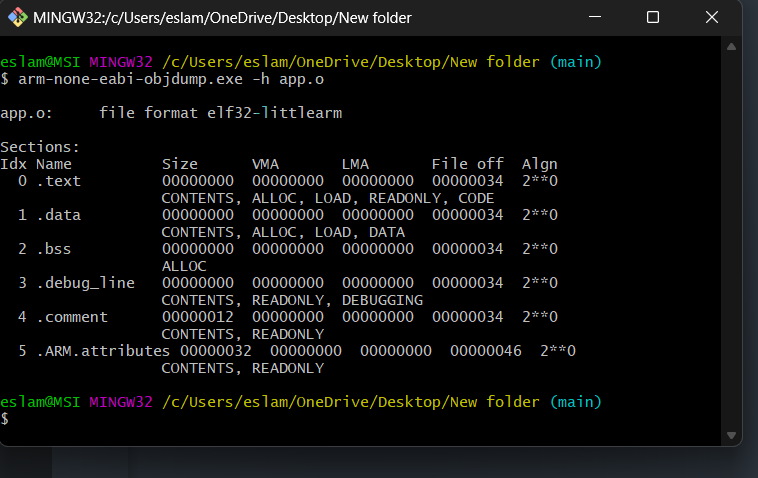 MINGW32:/c/Users/eslam/OneDrive/Desktop/New folder
eslam@MSI MINGW32 /c/Users/eslam/OneDrive/Desktop/New folder (main)
$ arm-none-eabi-objdump.exe -h app.o
app.o:     file format elf32-littlearm
Sections:
Idx Name          Size      VMA       LMA       File off  Algn
  0 .text         00000000  00000000  00000000  00000034  2**0
                  CONTENTS, ALLOC, LOAD, READONLY, CODE
  1 .data         00000000  00000000  00000000  00000034  2**0
                  CONTENTS, ALLOC, LOAD, DATA
  2 .bss          00000000  00000000  00000000  00000034  2**0
                  ALLOC
  3 .debug_line   00000000  00000000  00000000  00000034  2**0
                  CONTENTS, READONLY, DEBUGGING
  4 .comment      00000012  00000000  00000000  00000034  2**0
                  CONTENTS, READONLY
  5 .ARM.attributes 00000032  00000000  00000000  00000046  2**0
                  CONTENTS, READONLY
eslam@MSI MINGW32 /c/Users/eslam/OneDrive/Desktop/New folder (main)
$